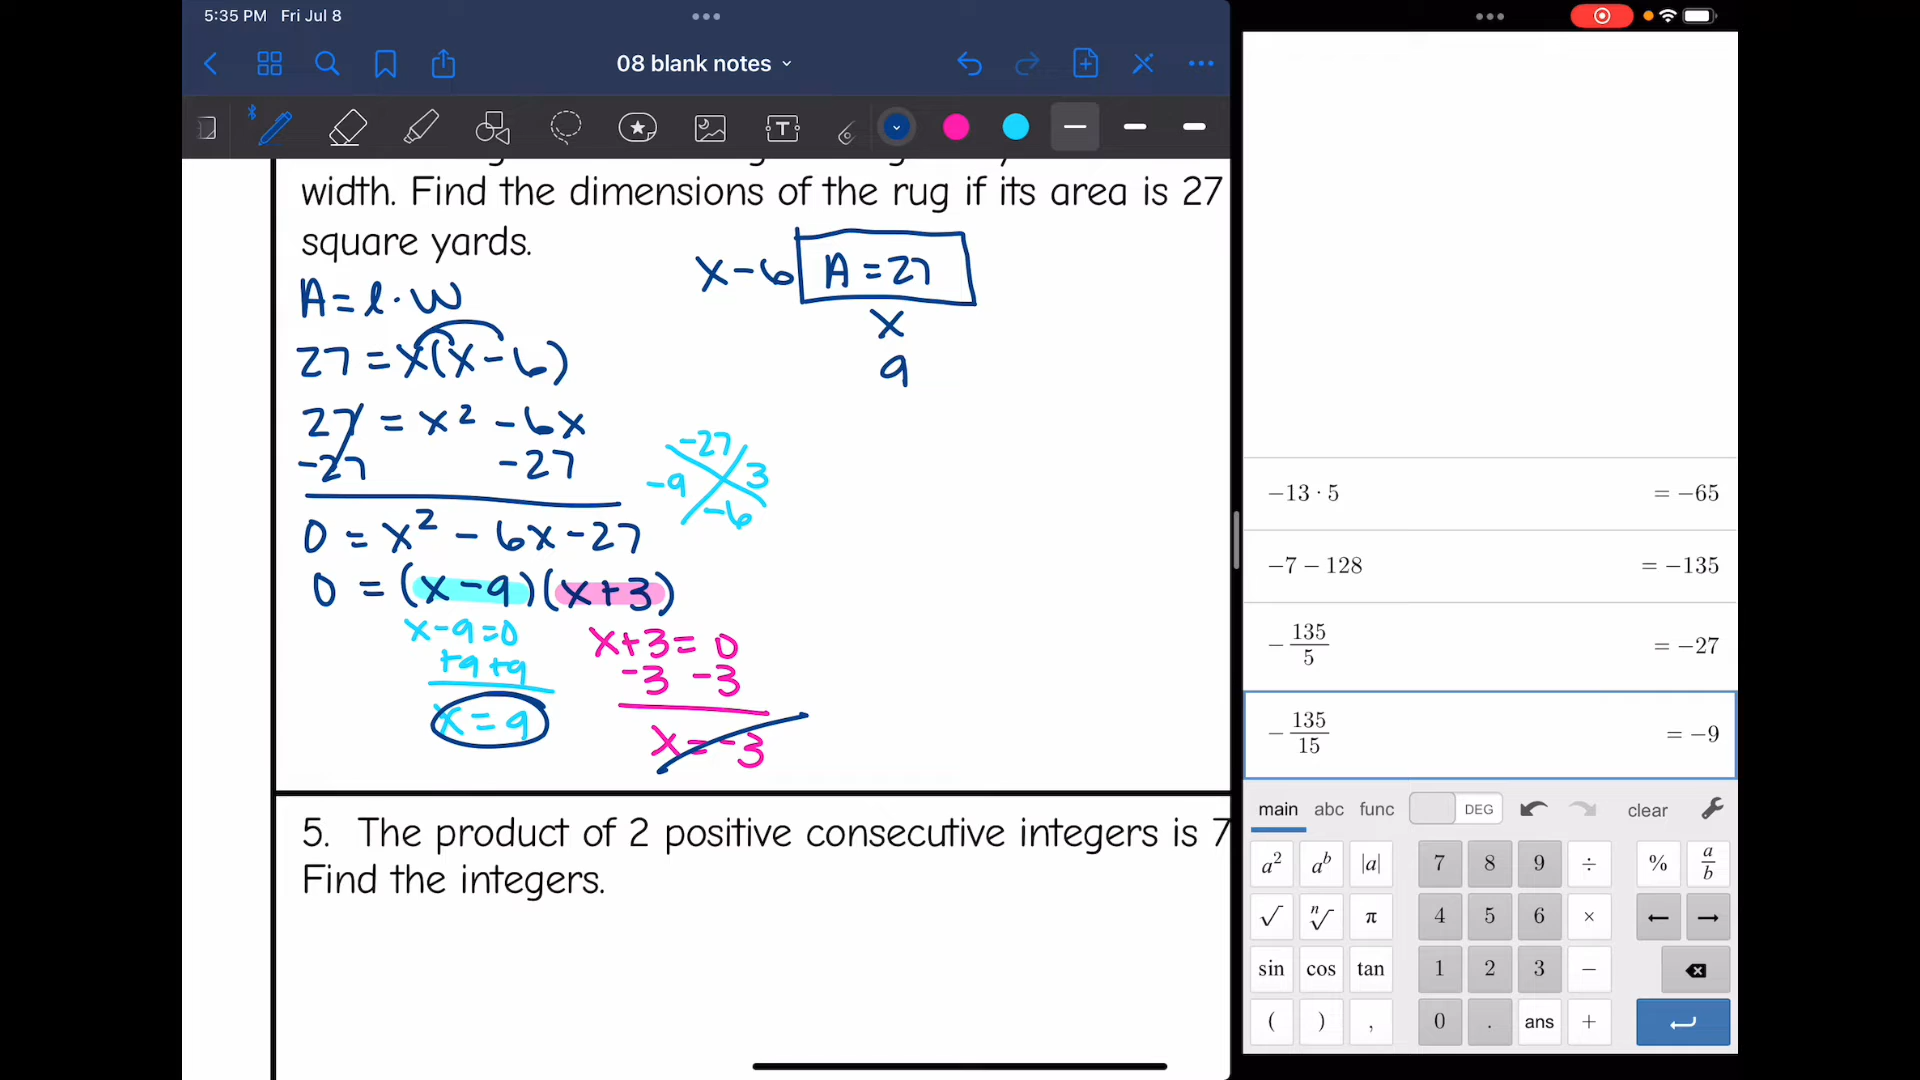 5:35 PM Fri Jul 8
08 blank notes
width. Find the dimensions of the rug if its area is 27
square yards.
A = l · w
27 = x(x - 6)
27 = x² - 6x
-27 -27
0 = x² - 6x - 27
0 = (x - 9)(x + 3)
x - 9 = 0
+9 +9
x = 9
x + 3 = 0
-3 -3
x = -3
x - 6
A = 27
x
9
-27
-9 3
-6
5. The product of 2 positive consecutive integers is 7
Find the integers.
−13 · 5 = −65
−7 − 128 = −135
−135/5 = −27
−135/15 = −9
main abc func DEG clear
a² aᵇ |a| 7 8 9 ÷ % a/b
√ ⁿ√ π 4 5 6 × ← →
sin cos tan 1 2 3 −
( ) , 0 . ans +